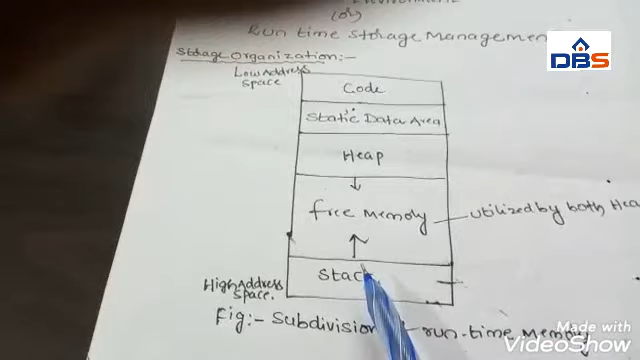 (or)
Run time Storage Managemen
DBS
Storage Organization:-
Low Address
Space
Code
Static Data Area
Heap
free Memory
utilized by both Hea
Stack
High Address
Space.
Fig:- Subdivision
run-time Memory
Made with
VideoShow